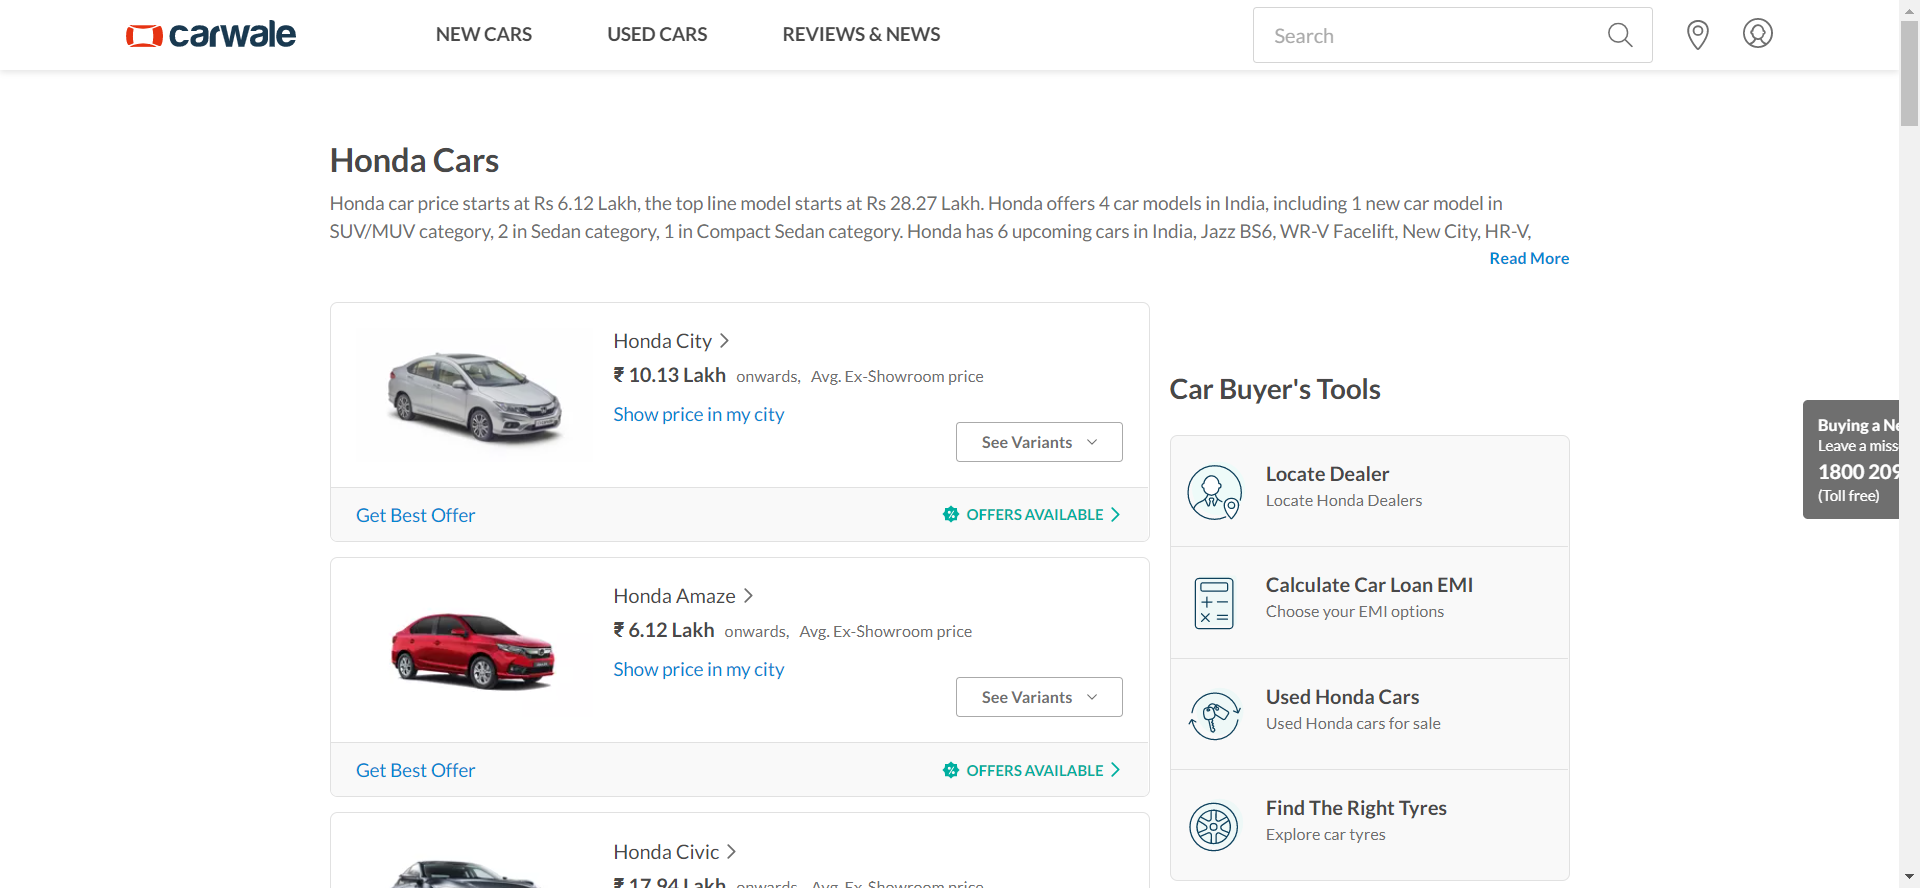 carwale
NEW CARS
USED CARS
REVIEWS & NEWS
Search
Honda Cars
Honda car price starts at Rs 6.12 Lakh, the top line model starts at Rs 28.27 Lakh. Honda offers 4 car models in India, including 1 new car model in
SUV/MUV category, 2 in Sedan category, 1 in Compact Sedan category. Honda has 6 upcoming cars in India, Jazz BS6, WR-V Facelift, New City, HR-V,
Read More
Honda City
₹ 10.13 Lakh onwards, Avg. Ex-Showroom price
Show price in my city
See Variants
Get Best Offer
OFFERS AVAILABLE
Honda Amaze
₹ 6.12 Lakh onwards, Avg. Ex-Showroom price
Show price in my city
See Variants
Get Best Offer
OFFERS AVAILABLE
Honda Civic
₹ 17.94 Lakh onwards, Avg. Ex-Showroom price
Car Buyer's Tools
Locate Dealer
Locate Honda Dealers
Calculate Car Loan EMI
Choose your EMI options
Used Honda Cars
Used Honda cars for sale
Find The Right Tyres
Explore car tyres
Buying a Ne
Leave a miss
1800 209
(Toll free)